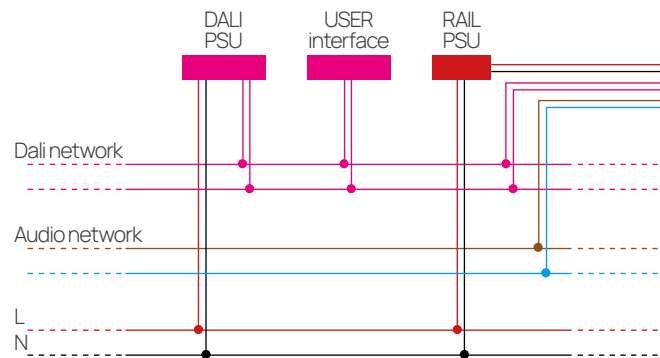 DALI
PSU
USER
interface
RAIL
PSU
Dali network
Audio network
L
N